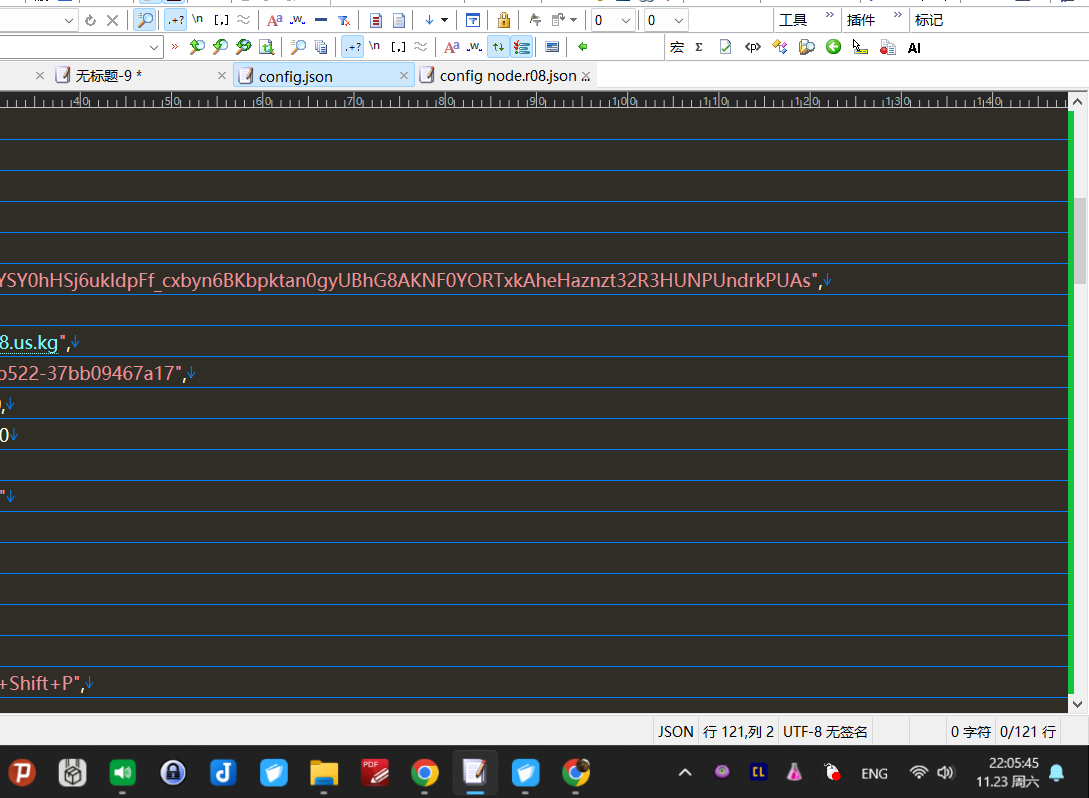 \n
0
0
工具
插件
标记
\n
宏
Σ
<p>
AI
无标题-9 *
config.json
config node.r08.json
40 50 60 70 80 90 100 110 120 130 140
YSY0hHSj6ukIdpFf_cxbyn6BKbpktan0gyUBhG8AKNF0YORTxkAheHaznzt32R3HUNPUndrkPUAs",↓
8.us.kg",↓
b522-37bb09467a17",↓
,↓
0↓
"↓
+Shift+P",↓
JSON
行 121,列 2
UTF-8 无签名
0 字符
0/121 行
PDF
CL
ENG
22:05:45
11.23 周六